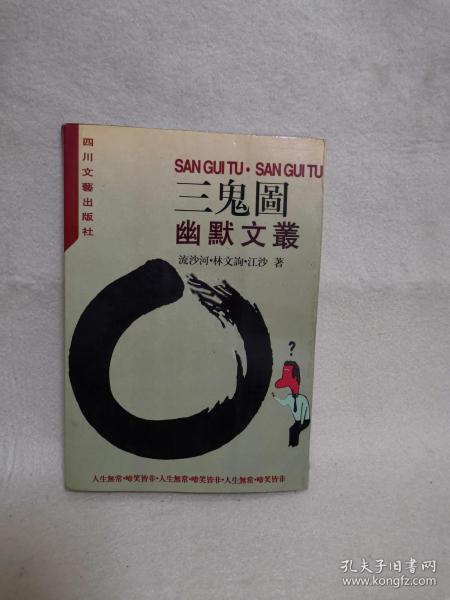 四川文藝出版社
SAN GUI TU · SAN GUI TU
三鬼圖
幽默文叢
流沙河·林文詢·江沙 著
?
人生無常·啼笑皆非·人生無常·啼笑皆非·人生無常·啼笑皆非
孔夫子旧书网
www.kongfz.com